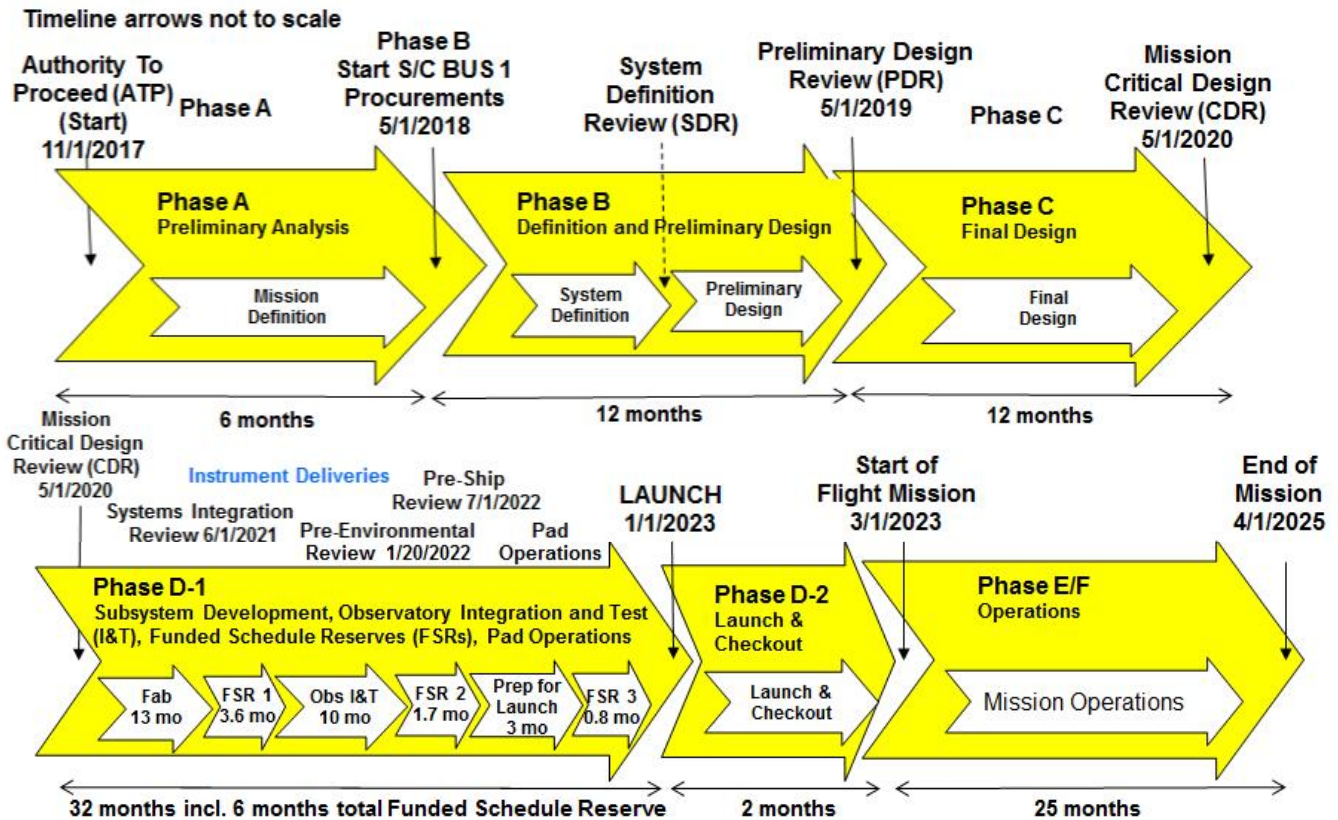 Timeline arrows not to scale
Authority To
Proceed (ATP)
(Start)
11/1/2017
Phase A
Phase B
Start S/C BUS 1
Procurements
5/1/2018
System
Definition
Review (SDR)
Preliminary Design
Review (PDR)
5/1/2019
Phase C
Mission
Critical Design
Review (CDR)
5/1/2020
Phase A
Preliminary Analysis
Mission
Definition
Phase B
Definition and Preliminary Design
System
Definition
Preliminary
Design
Phase C
Final Design
Final
Design
6 months
12 months
12 months
Mission
Critical Design
Review (CDR)
5/1/2020
Systems Integration
Review 6/1/2021
Instrument Deliveries
Pre-Environmental
Review 1/20/2022
Pre-Ship
Review 7/1/2022
Pad
Operations
LAUNCH
1/1/2023
Start of
Flight Mission
3/1/2023
End of
Mission
4/1/2025
Phase D-1
Subsystem Development, Observatory Integration and Test
(I&T), Funded Schedule Reserves (FSRs), Pad Operations
Fab
13 mo
FSR 1
3.6 mo
Obs I&T
10 mo
FSR 2
1.7 mo
Prep for
Launch
3 mo
FSR 3
0.8 mo
Phase D-2
Launch &
Checkout
Launch &
Checkout
Phase E/F
Operations
Mission Operations
32 months incl. 6 months total Funded Schedule Reserve
2 months
25 months